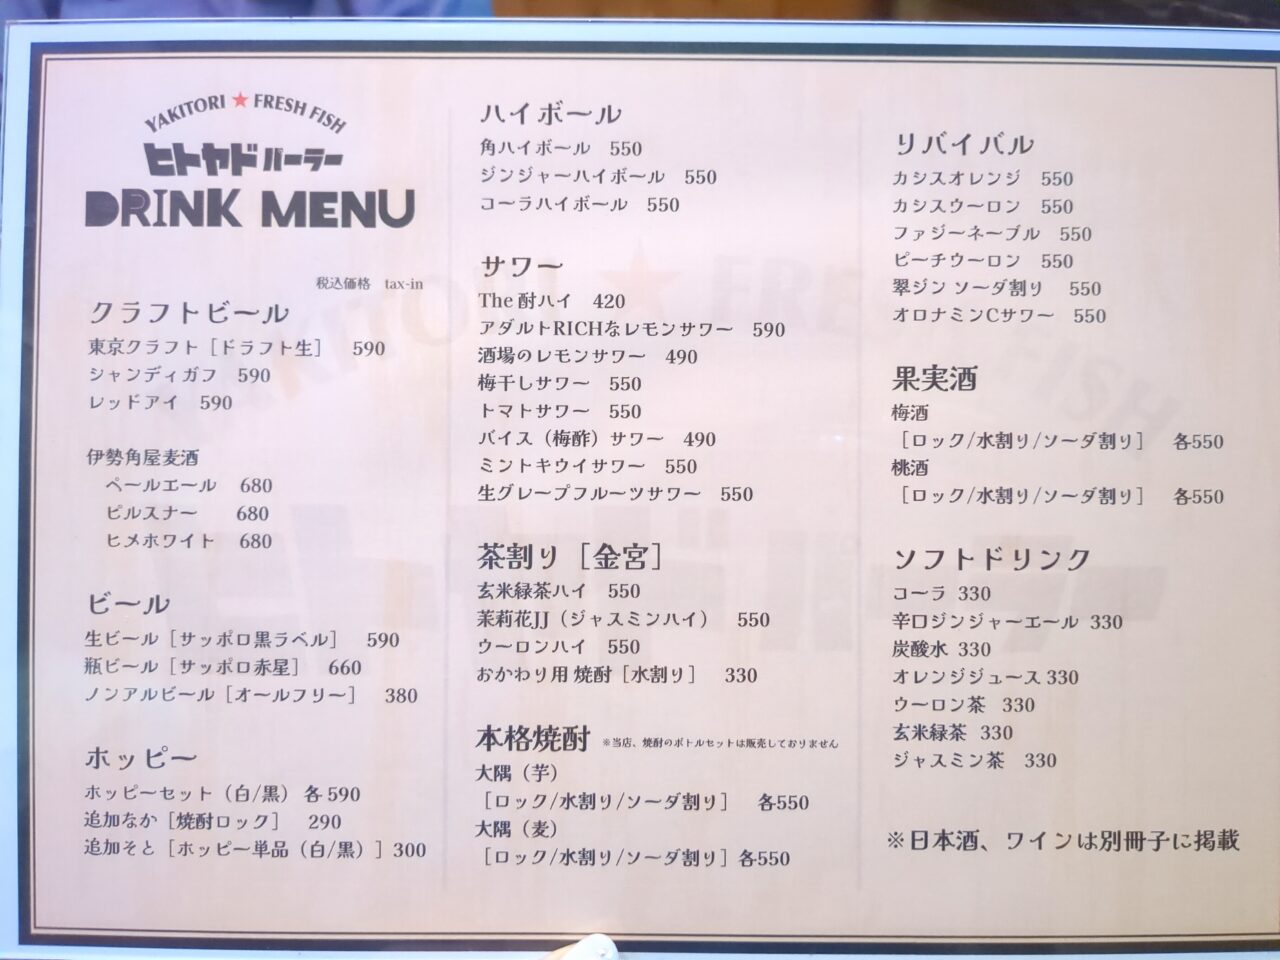 YAKITORI ★ FRESH FISH
ヒトヤドパーラー
DRINK MENU
税込価格　tax-in
クラフトビール
東京クラフト［ドラフト生］　590
シャンディガフ　590
レッドアイ　590
伊勢角屋麦酒
ペールエール　680
ピルスナー　680
ヒメホワイト　680
ビール
生ビール［サッポロ黒ラベル］　590
瓶ビール［サッポロ赤星］　660
ノンアルビール［オールフリー］　380
ホッピー
ホッピーセット（白/黒） 各 590
追加なか［焼酎ロック］　290
追加そと［ホッピー単品（白/黒）］300
ハイボール
角ハイボール　550
ジンジャーハイボール　550
コーラハイボール　550
サワー
The 酎ハイ　420
アダルトRICHなレモンサワー　590
酒場のレモンサワー　490
梅干しサワー　550
トマトサワー　550
バイス（梅酢）サワー　490
ミントキウイサワー　550
生グレープフルーツサワー　550
茶割り［金宮］
玄米緑茶ハイ　550
茉莉花JJ（ジャスミンハイ）　550
ウーロンハイ　550
おかわり用 焼酎［水割り］　330
本格焼酎 ※当店、焼酎のボトルセットは販売しておりません
大隅（芋）
［ロック/水割り/ソーダ割り］　各550
大隅（麦）
［ロック/水割り/ソーダ割り］各550
リバイバル
カシスオレンジ　550
カシスウーロン　550
ファジーネーブル　550
ピーチウーロン　550
翠ジン ソーダ割り　550
オロナミンCサワー　550
果実酒
梅酒
［ロック/水割り/ソーダ割り］　各550
桃酒
［ロック/水割り/ソーダ割り］　各550
ソフトドリンク
コーラ 330
辛口ジンジャーエール 330
炭酸水 330
オレンジジュース 330
ウーロン茶　330
玄米緑茶 330
ジャスミン茶　330
※日本酒、ワインは別冊子に掲載